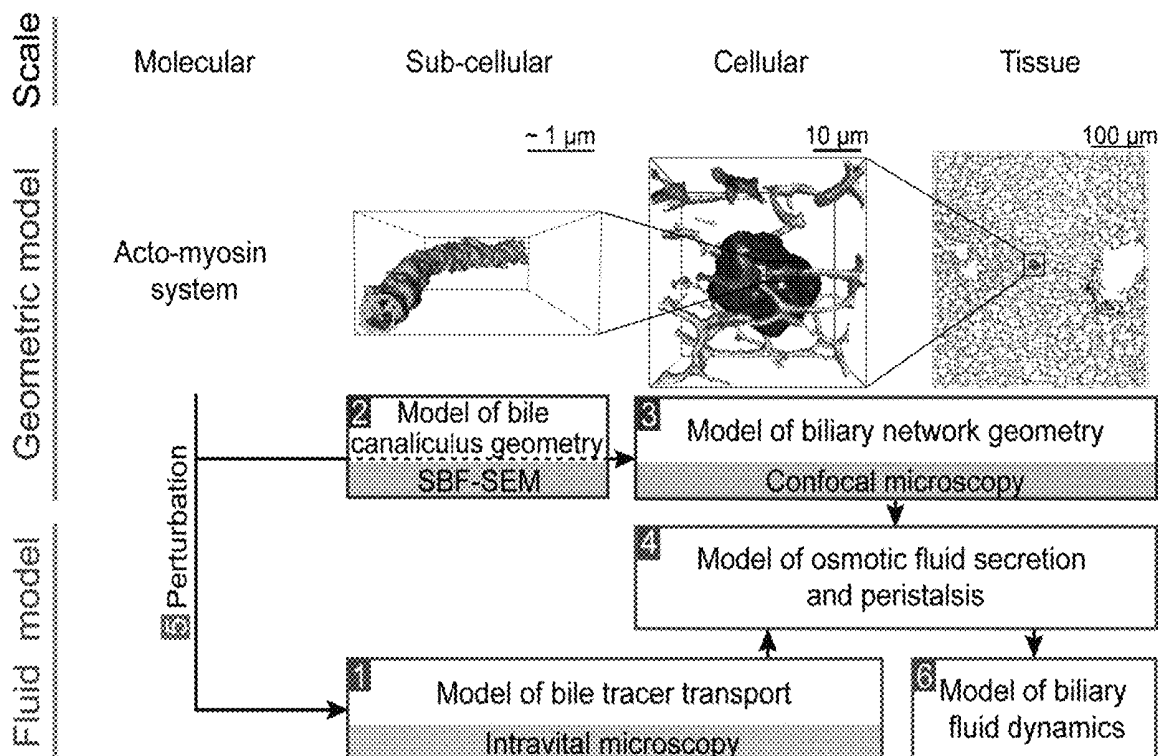 Scale
Molecular
Sub-cellular
Cellular
Tissue
Geometric model
~ 1 μm
10 μm
100 μm
Acto-myosin
system
2
Model of bile
canaliculus geometry
SBF-SEM
3
Model of biliary network geometry
Confocal microscopy
5 Perturbation
Fluid model
4
Model of osmotic fluid secretion
and peristalsis
1
Model of bile tracer transport
Intravital microscopy
6
Model of biliary
fluid dynamics